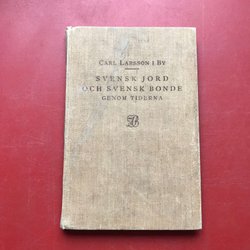 CARL LARSSON I BY
SVENSK JORD
OCH SVENSK BONDE
GENOM TIDERNA